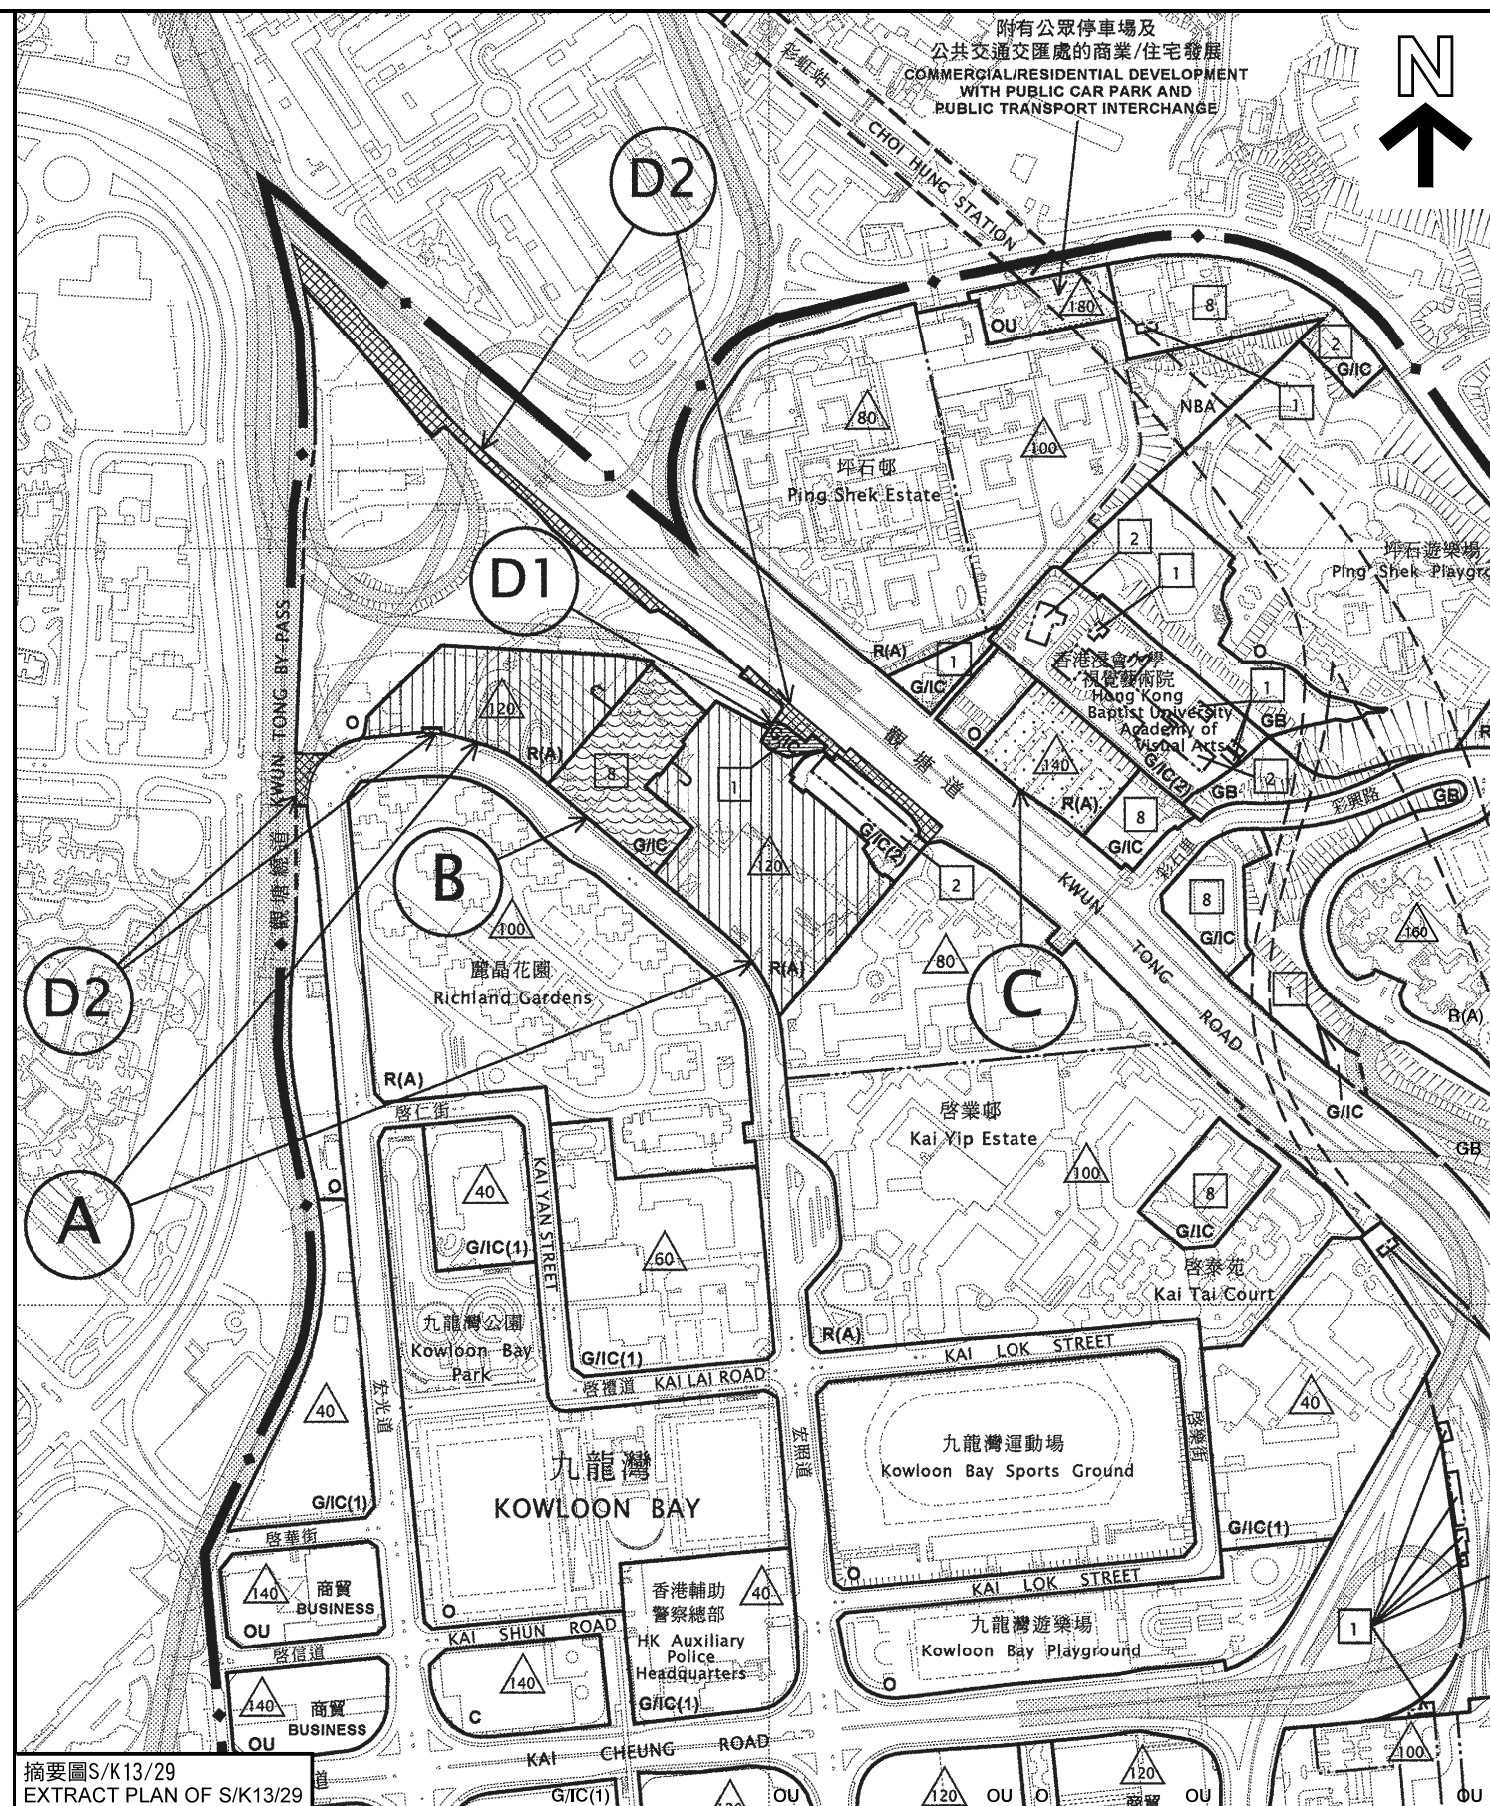 附有公眾停車場及
公共交通交匯處的商業/住宅發展
COMMERCIAL/RESIDENTIAL DEVELOPMENT
WITH PUBLIC CAR PARK AND
PUBLIC TRANSPORT INTERCHANGE
N
彩虹站
CHOI HUNG STATION
D2
180
OU
8
2
G/IC
1
NBA
80
100
坪石邨
Ping Shek Estate
2
1
坪石遊樂場
Ping Shek Playgro
D1
R(A)
1
G/IC
O
香港浸會大學
視覺藝術院
Hong Kong
Baptist University
Academy of
Visual Arts
G/IC(2)
1
GB
2
GB
O
140
R(A)
8
G/IC
彩石里
彩興路
GB
O
120
R(A)
8
G/IC
G/IC
1
120
G/IC(2)
2
R(A)
觀塘道
KWUN TONG ROAD
觀塘繞道
KWUN TONG BY-PASS
B
C
D2
A
8
G/IC
160
R(A)
1
G/IC
GB
100
麗晶花園
Richland Gardens
R(A)
80
啓業邨
Kai Yip Estate
100
8
G/IC
啓泰苑
Kai Tai Court
啓仁街
KAI YAN STREET
40
G/IC(1)
O
60
G/IC(1)
九龍灣公園
Kowloon Bay
Park
啓禮道 KAI LAI ROAD
R(A)
KAI LOK STREET
40
G/IC(1)
宏光道
宏照道
啓樂街
40
G/IC(1)
九龍灣
KOWLOON BAY
九龍灣運動場
Kowloon Bay Sports Ground
O
KAI LOK STREET
啓華街
140
商貿
BUSINESS
OU
啓信道
140
商貿
BUSINESS
OU
O
KAI SHUN ROAD
140
C
香港輔助
警察總部
HK Auxiliary
Police
Headquarters
40
G/IC(1)
九龍灣遊樂場
Kowloon Bay Playground
O
1
100
KAI CHEUNG ROAD
道
G/IC(1)
OU
120
OU
O
120
商貿
OU
OU
摘要圖S/K13/29
EXTRACT PLAN OF S/K13/29